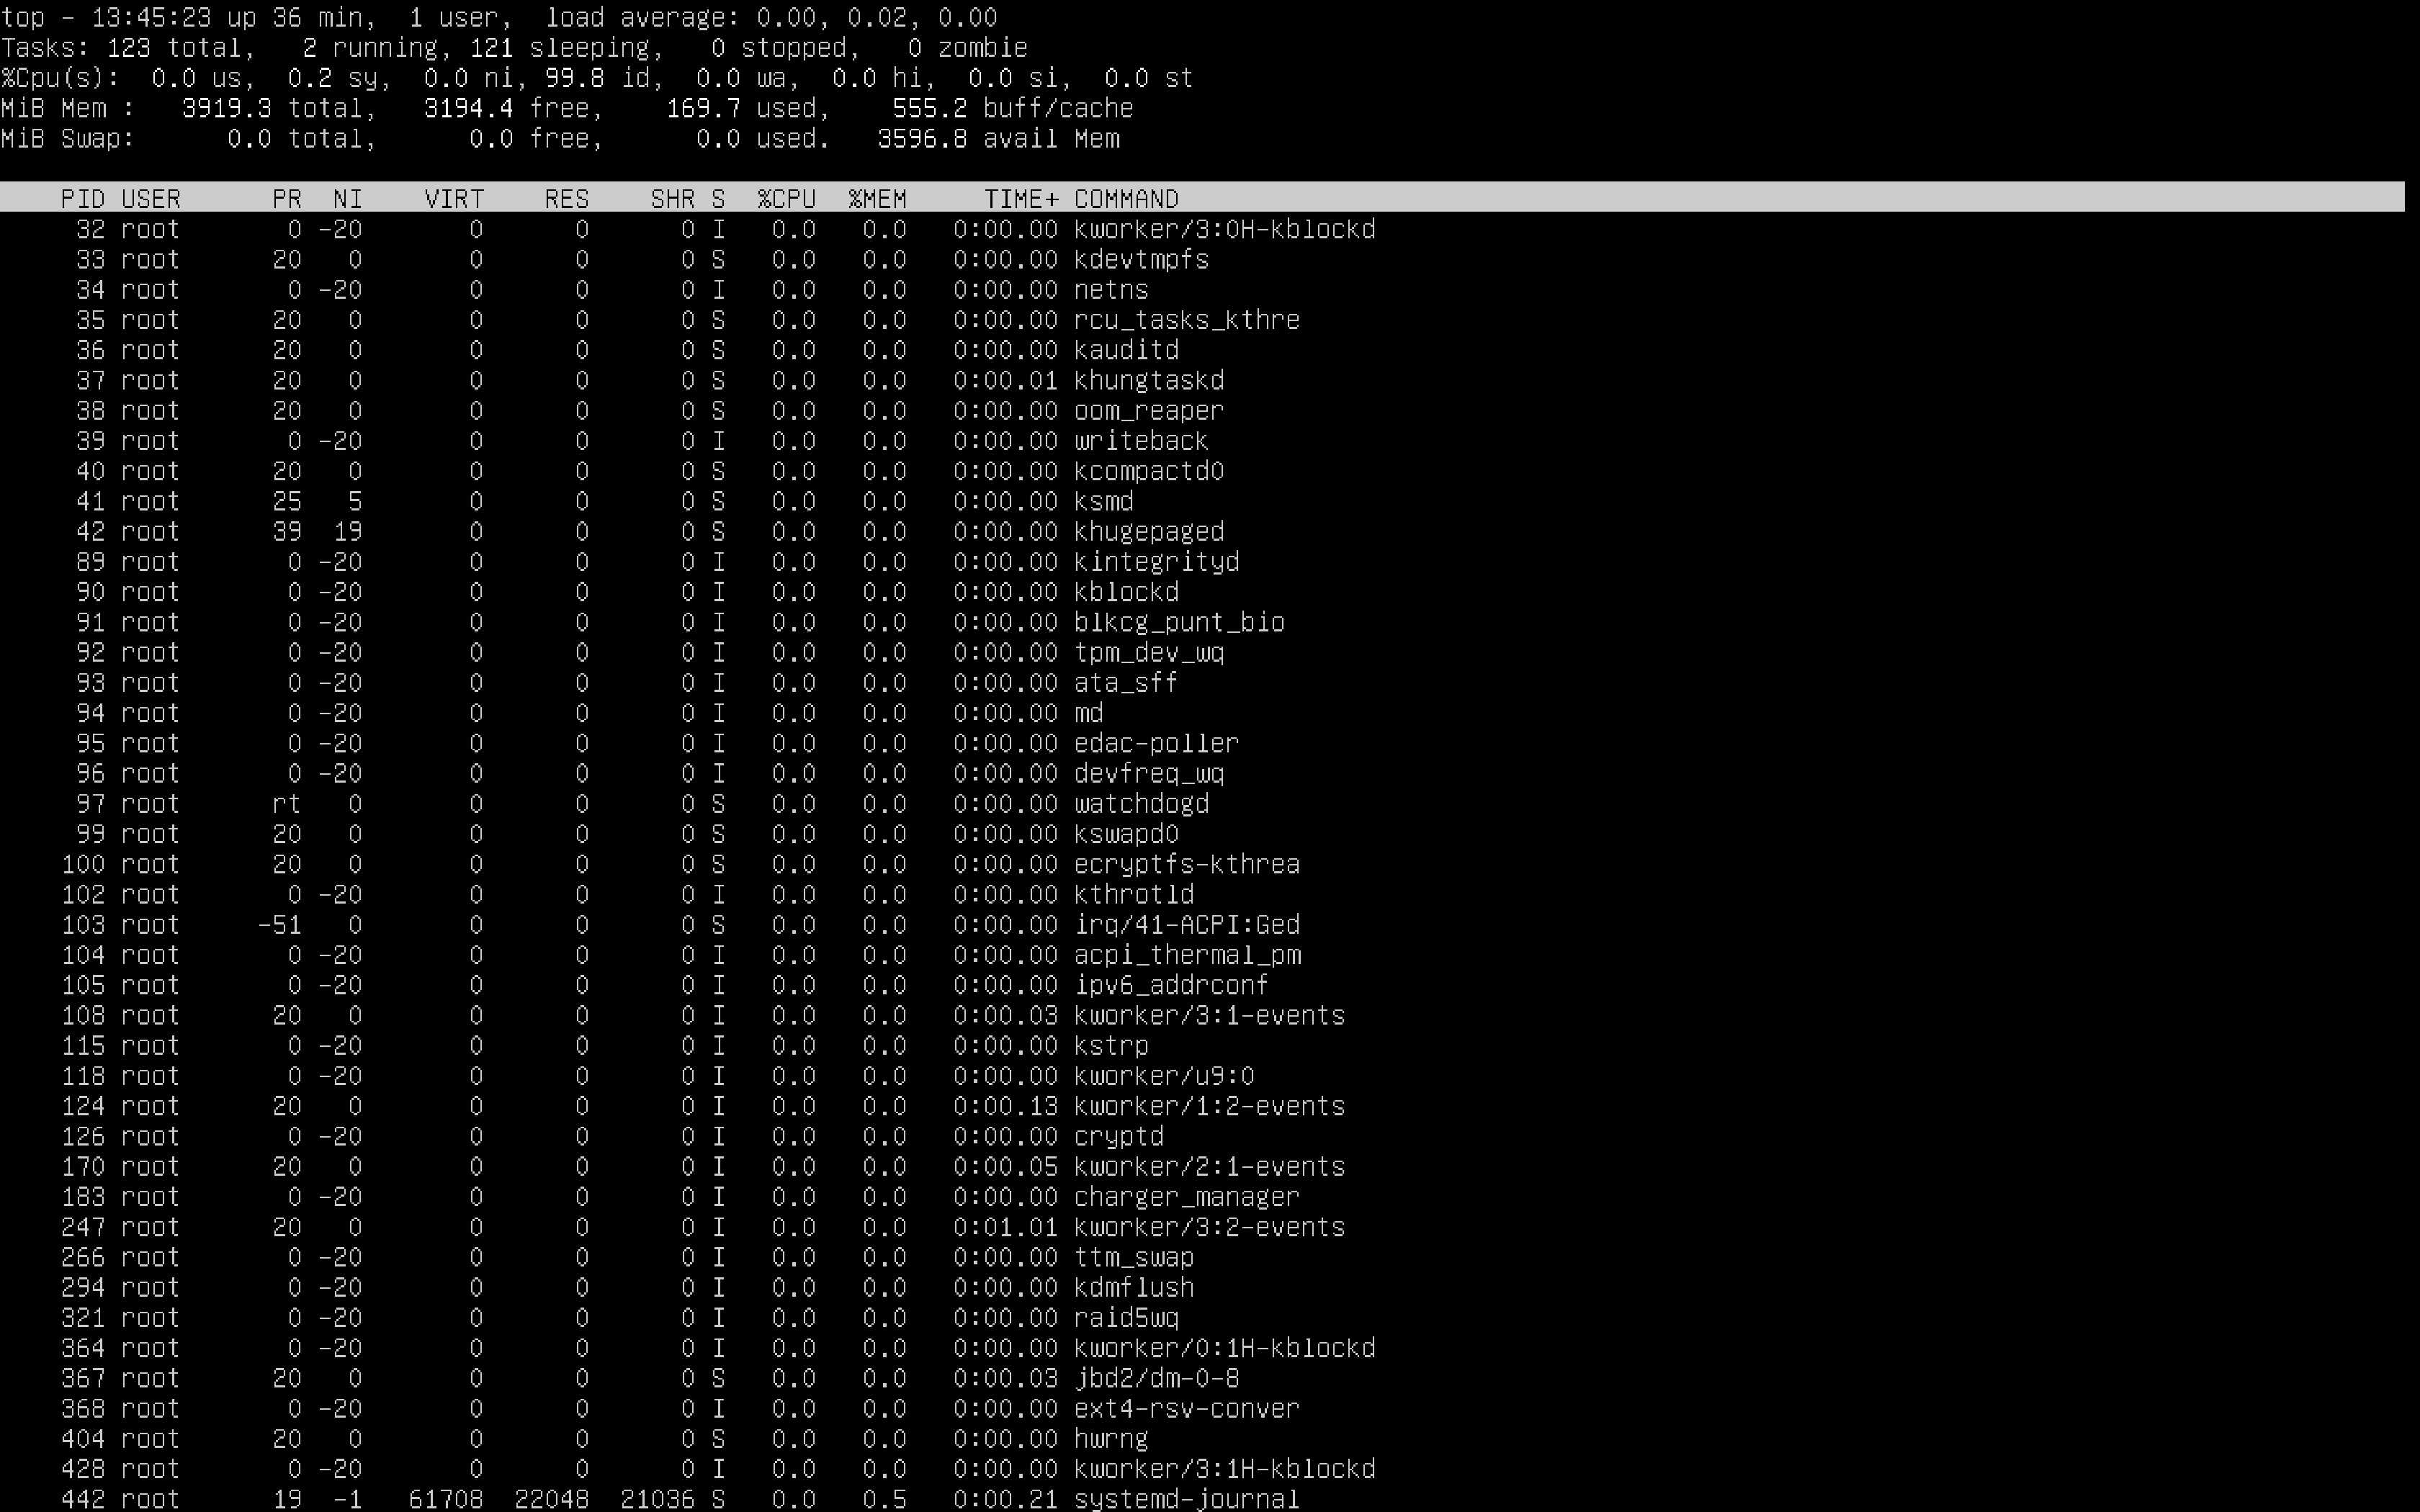 top - 13:45:23 up 36 min,  1 user,  load average: 0.00, 0.02, 0.00
Tasks: 123 total,   2 running, 121 sleeping,   0 stopped,   0 zombie
%Cpu(s):  0.0 us,  0.2 sy,  0.0 ni, 99.8 id,  0.0 wa,  0.0 hi,  0.0 si,  0.0 st
MiB Mem :   3919.3 total,   3194.4 free,    169.7 used,    555.2 buff/cache
MiB Swap:      0.0 total,      0.0 free,      0.0 used.   3596.8 avail Mem
PID USER      PR  NI    VIRT    RES    SHR S  %CPU  %MEM     TIME+ COMMAND
32 root       0 -20       0      0      0 I   0.0   0.0   0:00.00 kworker/3:0H-kblockd
33 root      20   0       0      0      0 S   0.0   0.0   0:00.00 kdevtmpfs
34 root       0 -20       0      0      0 I   0.0   0.0   0:00.00 netns
35 root      20   0       0      0      0 S   0.0   0.0   0:00.00 rcu_tasks_kthre
36 root      20   0       0      0      0 S   0.0   0.0   0:00.00 kauditd
37 root      20   0       0      0      0 S   0.0   0.0   0:00.01 khungtaskd
38 root      20   0       0      0      0 S   0.0   0.0   0:00.00 oom_reaper
39 root       0 -20       0      0      0 I   0.0   0.0   0:00.00 writeback
40 root      20   0       0      0      0 S   0.0   0.0   0:00.00 kcompactd0
41 root      25   5       0      0      0 S   0.0   0.0   0:00.00 ksmd
42 root      39  19       0      0      0 S   0.0   0.0   0:00.00 khugepaged
89 root       0 -20       0      0      0 I   0.0   0.0   0:00.00 kintegrityd
90 root       0 -20       0      0      0 I   0.0   0.0   0:00.00 kblockd
91 root       0 -20       0      0      0 I   0.0   0.0   0:00.00 blkcg_punt_bio
92 root       0 -20       0      0      0 I   0.0   0.0   0:00.00 tpm_dev_wq
93 root       0 -20       0      0      0 I   0.0   0.0   0:00.00 ata_sff
94 root       0 -20       0      0      0 I   0.0   0.0   0:00.00 md
95 root       0 -20       0      0      0 I   0.0   0.0   0:00.00 edac-poller
96 root       0 -20       0      0      0 I   0.0   0.0   0:00.00 devfreq_wq
97 root      rt   0       0      0      0 S   0.0   0.0   0:00.00 watchdogd
99 root      20   0       0      0      0 S   0.0   0.0   0:00.00 kswapd0
100 root      20   0       0      0      0 S   0.0   0.0   0:00.00 ecryptfs-kthrea
102 root       0 -20       0      0      0 I   0.0   0.0   0:00.00 kthrotld
103 root     -51   0       0      0      0 S   0.0   0.0   0:00.00 irq/41-ACPI:Ged
104 root       0 -20       0      0      0 I   0.0   0.0   0:00.00 acpi_thermal_pm
105 root       0 -20       0      0      0 I   0.0   0.0   0:00.00 ipv6_addrconf
108 root      20   0       0      0      0 I   0.0   0.0   0:00.03 kworker/3:1-events
115 root       0 -20       0      0      0 I   0.0   0.0   0:00.00 kstrp
118 root       0 -20       0      0      0 I   0.0   0.0   0:00.00 kworker/u9:0
124 root      20   0       0      0      0 I   0.0   0.0   0:00.13 kworker/1:2-events
126 root       0 -20       0      0      0 I   0.0   0.0   0:00.00 cryptd
170 root      20   0       0      0      0 I   0.0   0.0   0:00.05 kworker/2:1-events
183 root       0 -20       0      0      0 I   0.0   0.0   0:00.00 charger_manager
247 root      20   0       0      0      0 I   0.0   0.0   0:01.01 kworker/3:2-events
266 root       0 -20       0      0      0 I   0.0   0.0   0:00.00 ttm_swap
294 root       0 -20       0      0      0 I   0.0   0.0   0:00.00 kdmflush
321 root       0 -20       0      0      0 I   0.0   0.0   0:00.00 raid5wq
364 root       0 -20       0      0      0 I   0.0   0.0   0:00.00 kworker/0:1H-kblockd
367 root      20   0       0      0      0 S   0.0   0.0   0:00.03 jbd2/dm-0-8
368 root       0 -20       0      0      0 I   0.0   0.0   0:00.00 ext4-rsv-conver
404 root      20   0       0      0      0 S   0.0   0.0   0:00.00 hwrng
428 root       0 -20       0      0      0 I   0.0   0.0   0:00.00 kworker/3:1H-kblockd
442 root      19  -1   61708  22048  21036 S   0.0   0.5   0:00.21 systemd-journal